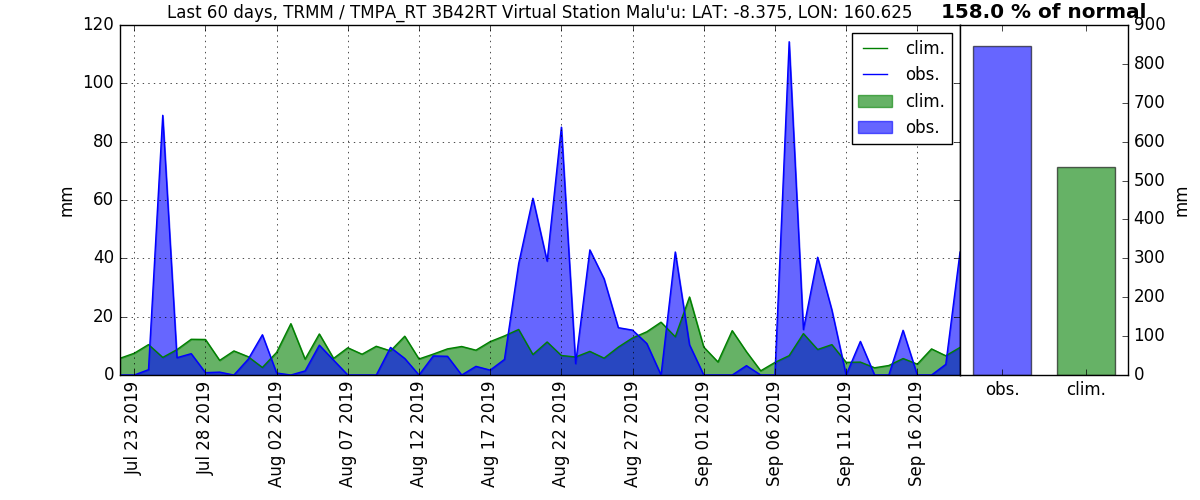 Last 60 days, TRMM / TMPA_RT 3B42RT Virtual Station Malu'u: LAT: -8.375, LON: 160.625
158.0 % of normal
120
100
80
60
40
20
0
mm
clim.
obs.
clim.
obs.
900
800
700
600
500
400
300
200
100
0
mm
obs.
clim.
Jul 23 2019
Jul 28 2019
Aug 02 2019
Aug 07 2019
Aug 12 2019
Aug 17 2019
Aug 22 2019
Aug 27 2019
Sep 01 2019
Sep 06 2019
Sep 11 2019
Sep 16 2019